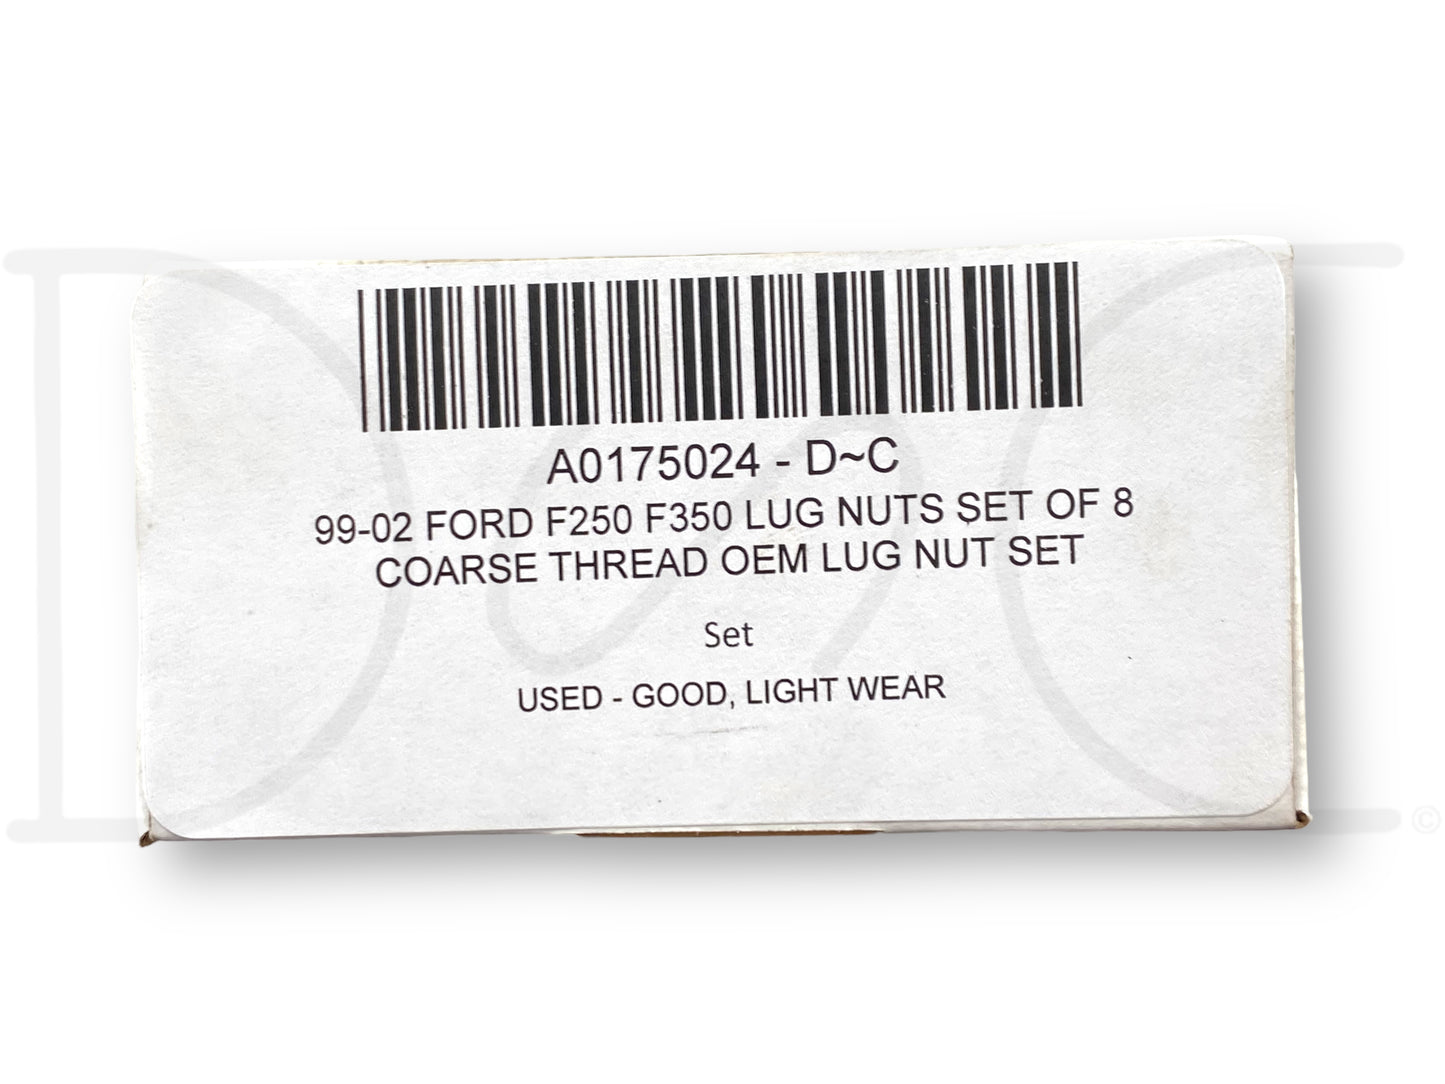 A0175024 - D~C
99-02 FORD F250 F350 LUG NUTS SET OF 8
COARSE THREAD OEM LUG NUT SET
Set
USED - GOOD, LIGHT WEAR
©